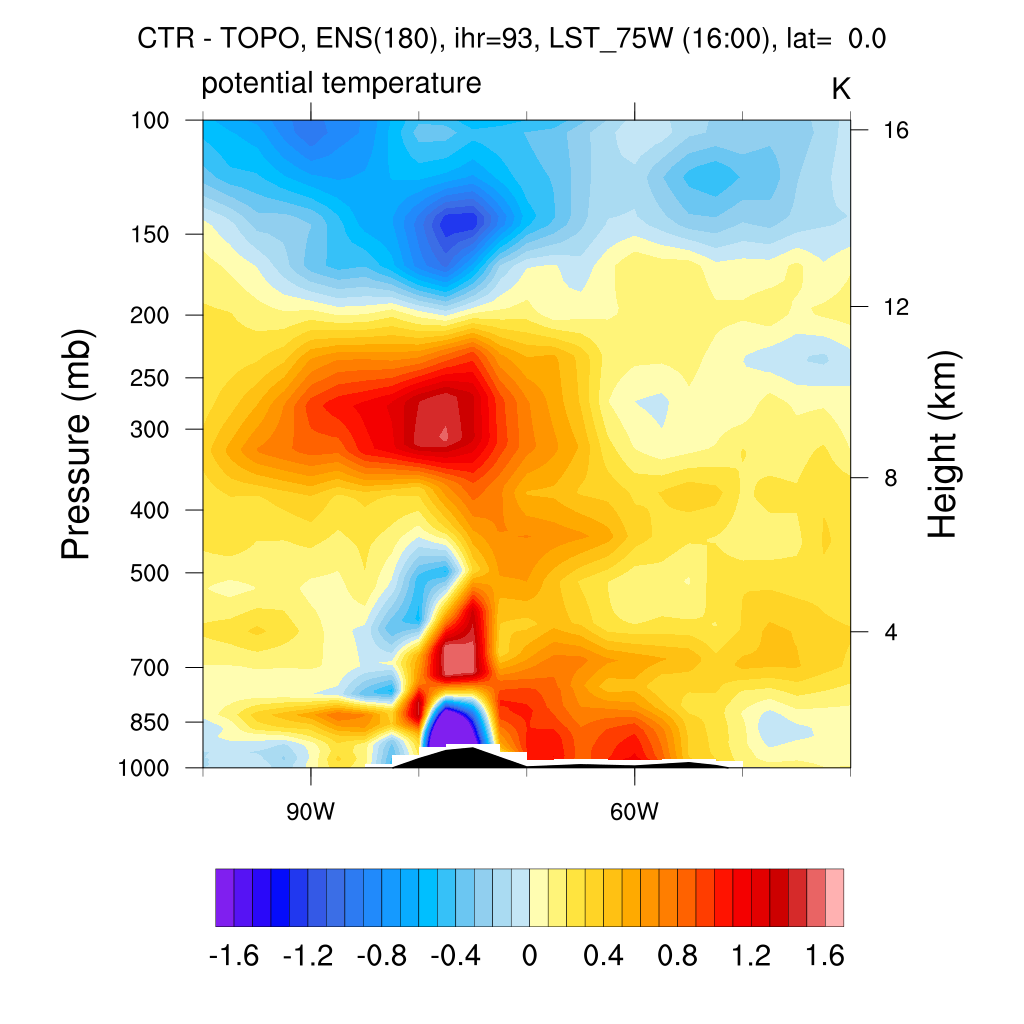 CTR - TOPO, ENS(180), ihr=93, LST_75W (16:00), lat=  0.0
potential temperature K
100
150
200
250
300
400
500
700
850
1000
Pressure (mb)
16
12
8
4
Height (km)
90W 60W
-1.6 -1.2 -0.8 -0.4 0 0.4 0.8 1.2 1.6